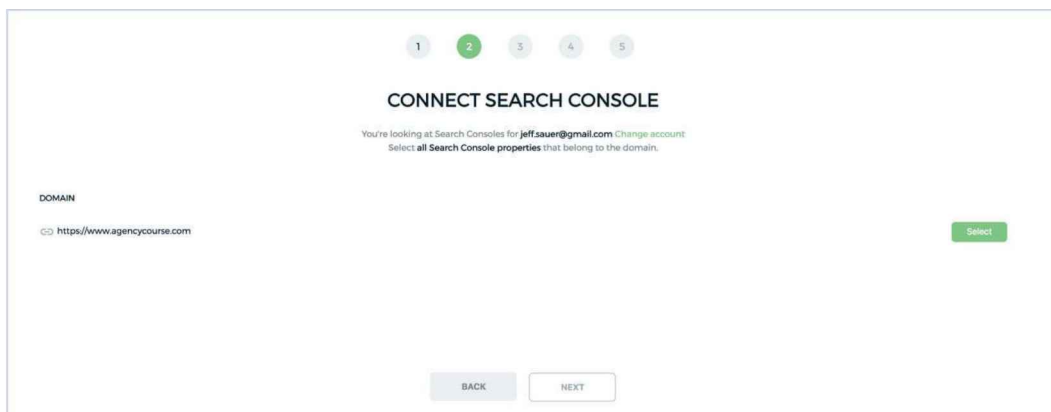 1 2 3 4 5
CONNECT SEARCH CONSOLE
You're looking at Search Consoles for jeff.sauer@gmail.com Change account
Select all Search Console properties that belong to the domain.
DOMAIN
https://www.agencycourse.com Select
BACK NEXT